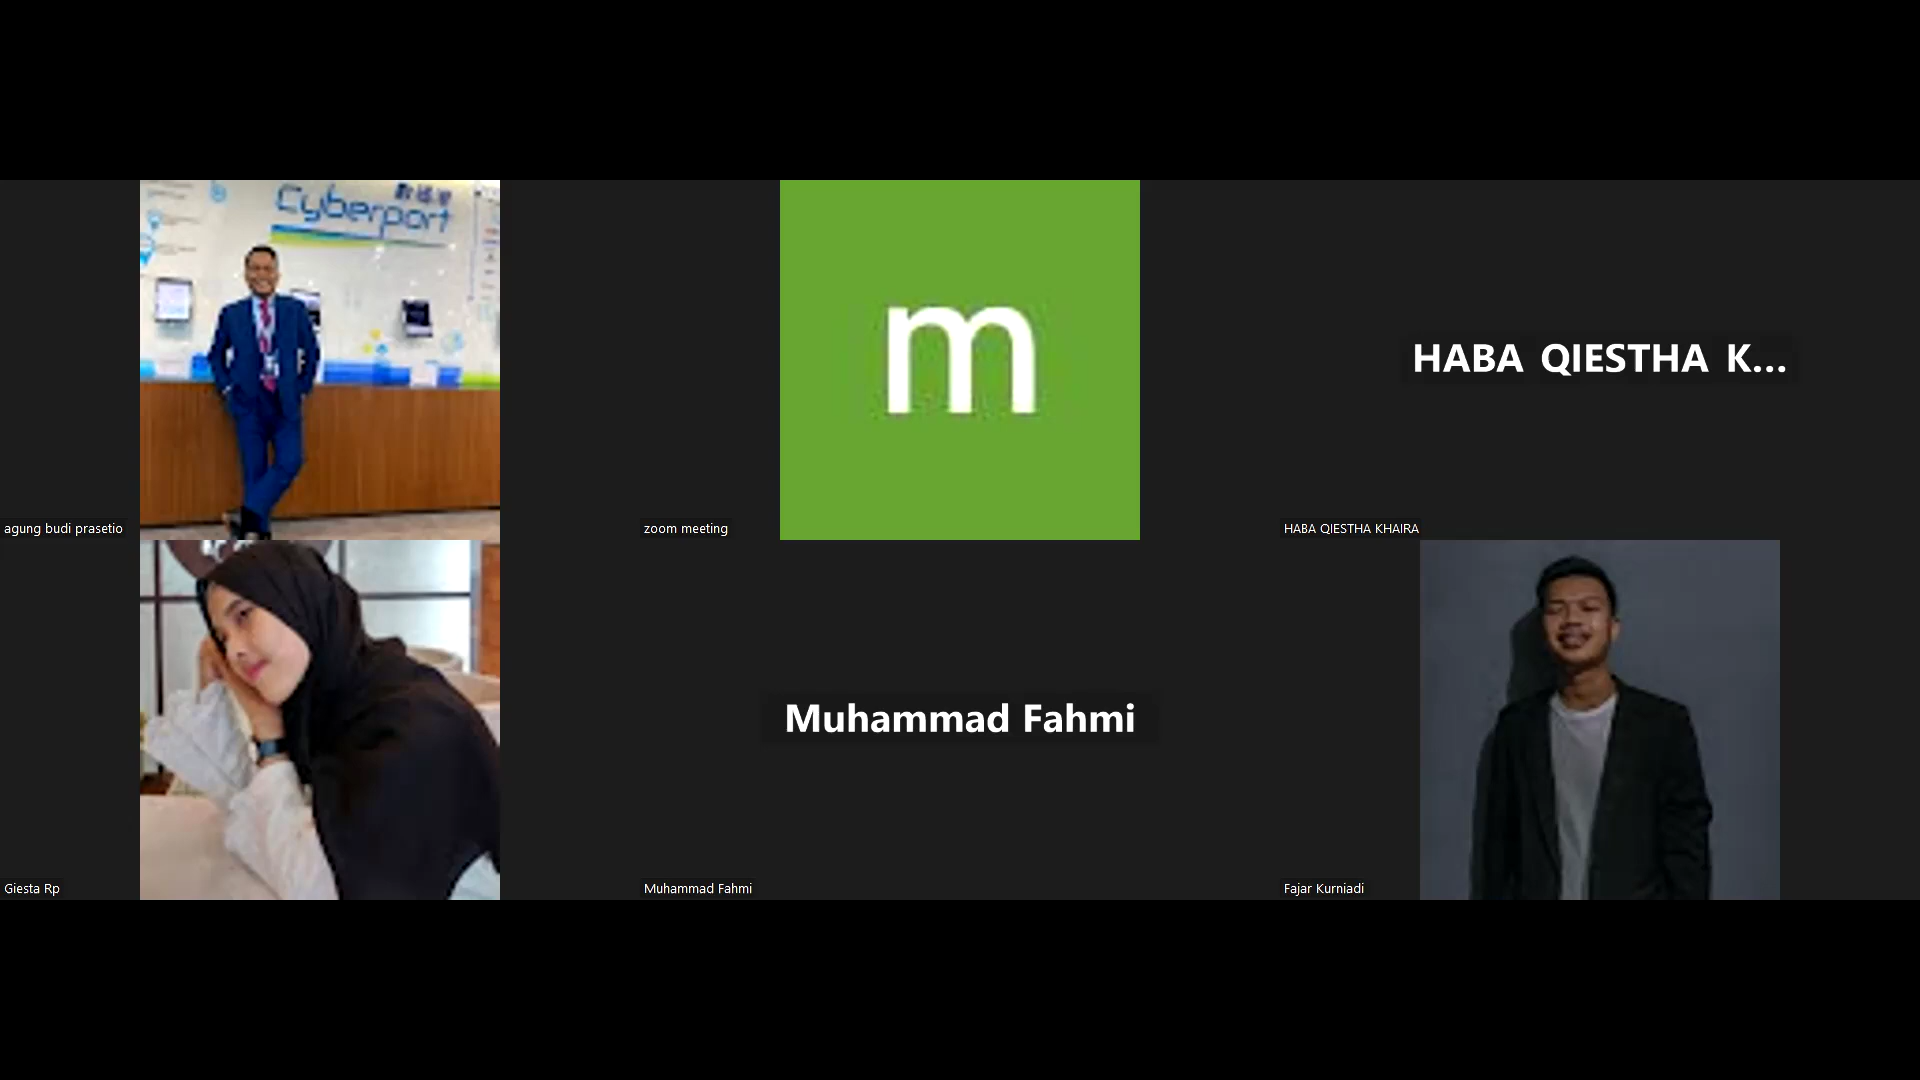 Cyberport
m
HABA QIESTHA K...
agung budi prasetio
zoom meeting
HABA QIESTHA KHAIRA
Muhammad Fahmi
Giesta Rp
Muhammad Fahmi
Fajar Kurniadi